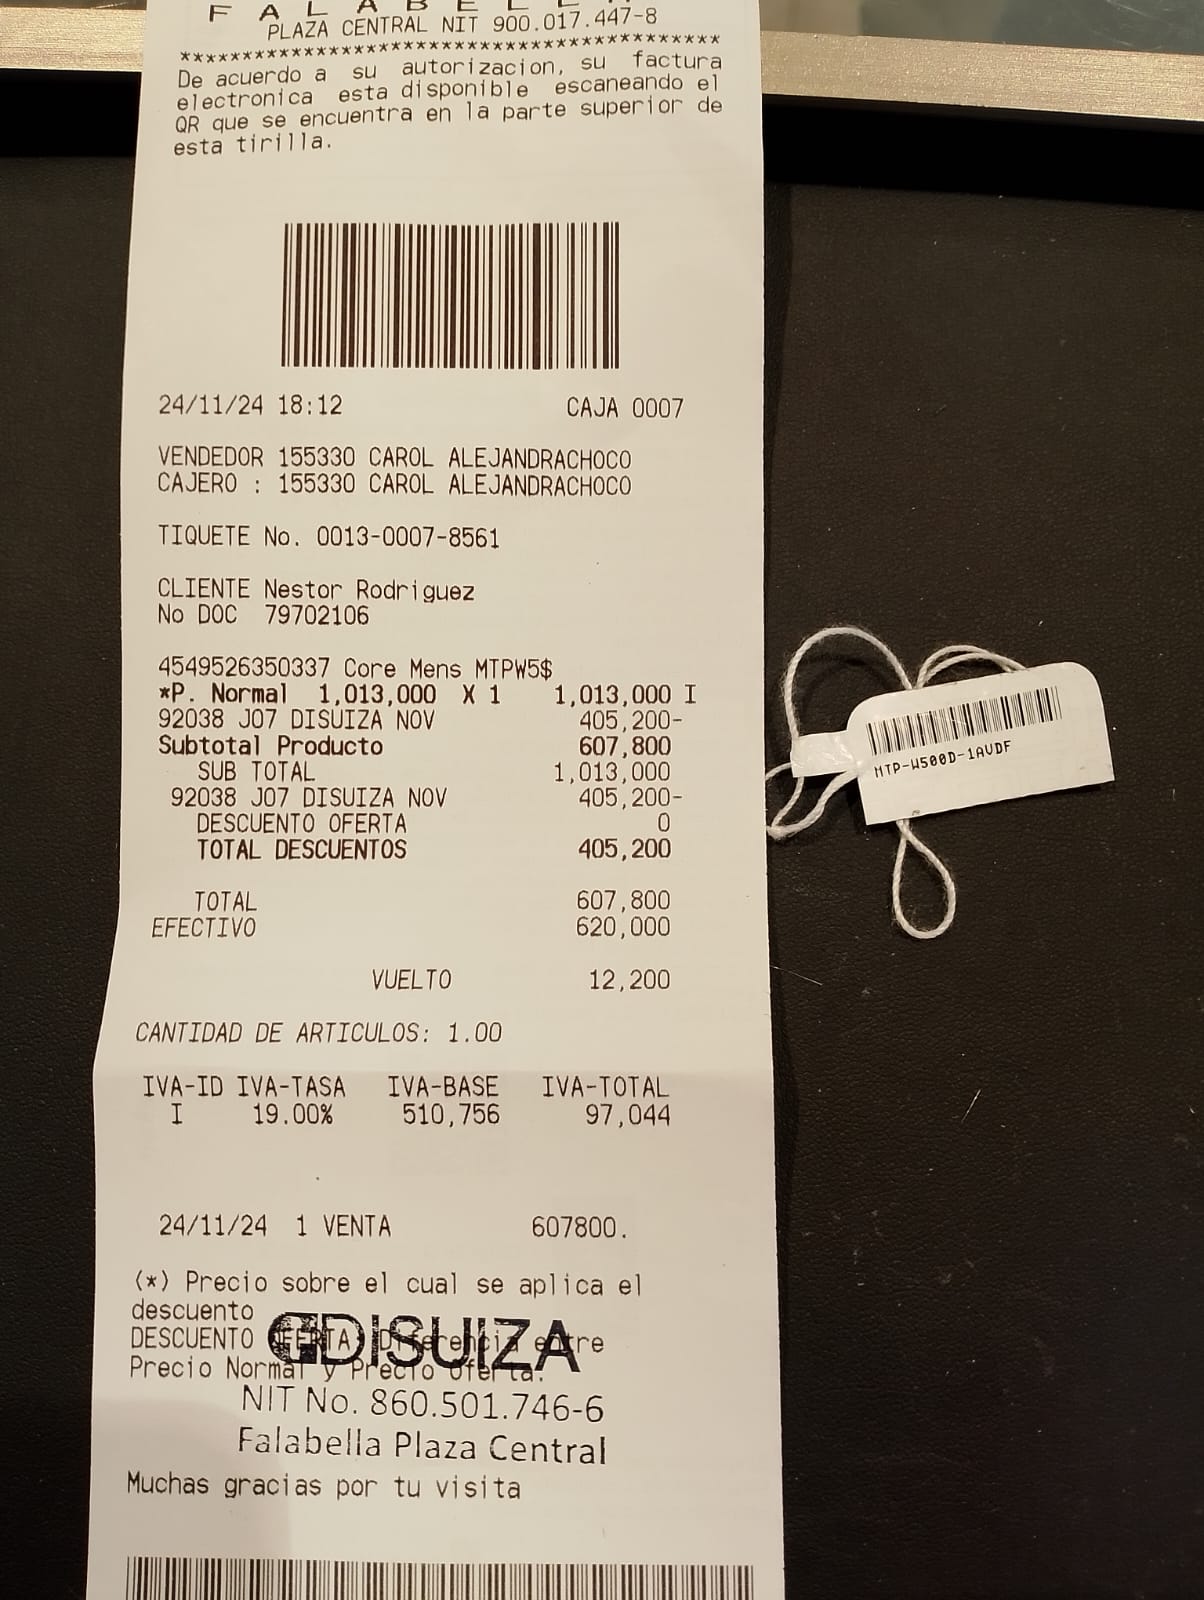 FALABELLA
PLAZA CENTRAL NIT 900.017.447-8
******************************************
De acuerdo a su autorizacion, su factura
electronica esta disponible escaneando el
QR que se encuentra en la parte superior de
esta tirilla.
24/11/24 18:12 CAJA 0007
VENDEDOR 155330 CAROL ALEJANDRACHOCO
CAJERO : 155330 CAROL ALEJANDRACHOCO
TIQUETE No. 0013-0007-8561
CLIENTE Nestor Rodriguez
No DOC 79702106
4549526350337 Core Mens MTPW5$
*P. Normal 1,013,000 X 1 1,013,000 I
92038 J07 DISUIZA NOV 405,200-
Subtotal Producto 607,800
SUB TOTAL 1,013,000
92038 J07 DISUIZA NOV 405,200-
DESCUENTO OFERTA 0
TOTAL DESCUENTOS 405,200
TOTAL 607,800
EFECTIVO 620,000
VUELTO 12,200
CANTIDAD DE ARTICULOS: 1.00
IVA-ID IVA-TASA IVA-BASE IVA-TOTAL
I 19.00% 510,756 97,044
24/11/24 1 VENTA 607800.
(*) Precio sobre el cual se aplica el
descuento
DESCUENTO OFERTA: Diferencia entre
Precio Normal y Precio Oferta.
DISUIZA
NIT No. 860.501.746-6
Falabella Plaza Central
Muchas gracias por tu visita
MTP-W500D-1AVDF